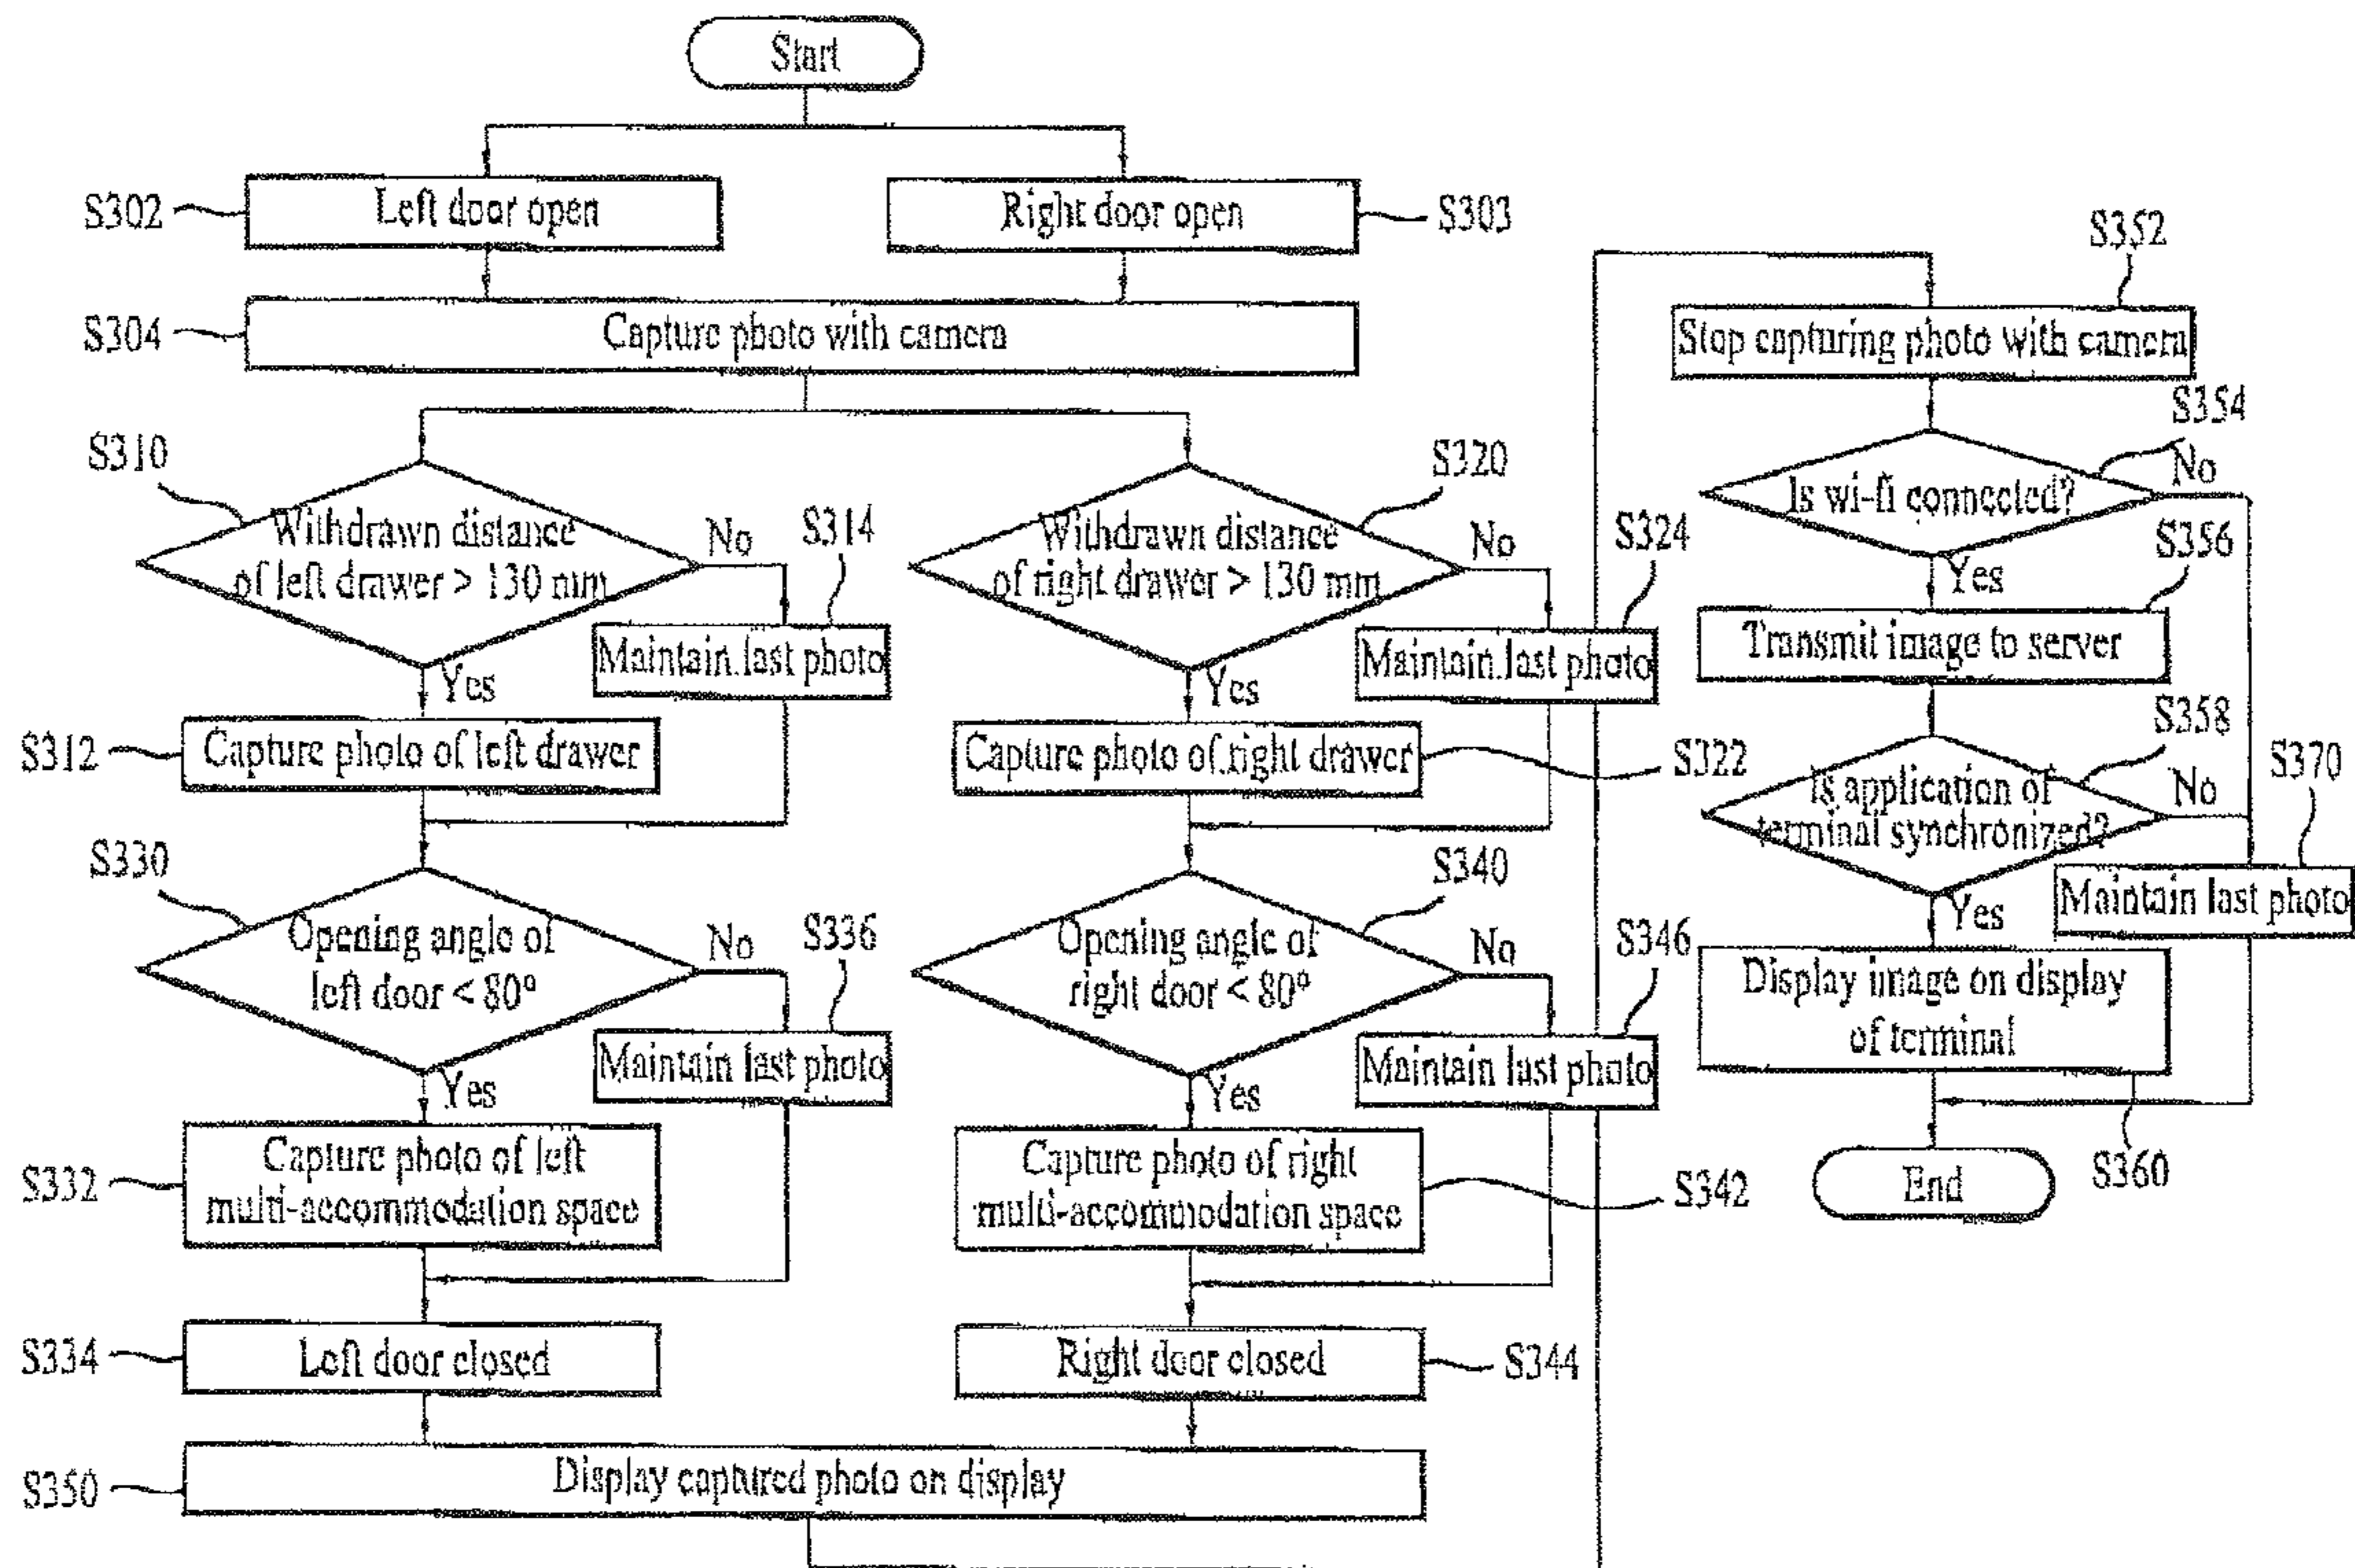 Start
S302
Left door open
Right door open
S303
S304
Capture photo with camera
S310
Withdrawn distance
of left drawer > 130 mm
No
S314
Maintain last photo
Yes
S312
Capture photo of left drawer
S320
Withdrawn distance
of right drawer > 130 mm
No
S324
Maintain last photo
Yes
Capture photo of right drawer
S322
S330
Opening angle of
left door < 80°
No
S336
Maintain last photo
Yes
S332
Capture photo of left
multi-accommodation space
S334
Left door closed
S340
Opening angle of
right door < 80°
No
S346
Maintain last photo
Yes
Capture photo of right
multi-accommodation space
S342
Right door closed
S344
S350
Display captured photo on display
S352
Stop capturing photo with camera
S354
Is wi-fi connected?
No
Yes
S356
Transmit image to server
S358
Is application of
terminal synchronized?
No
S370
Maintain last photo
Yes
Display image on display
of terminal
S360
End